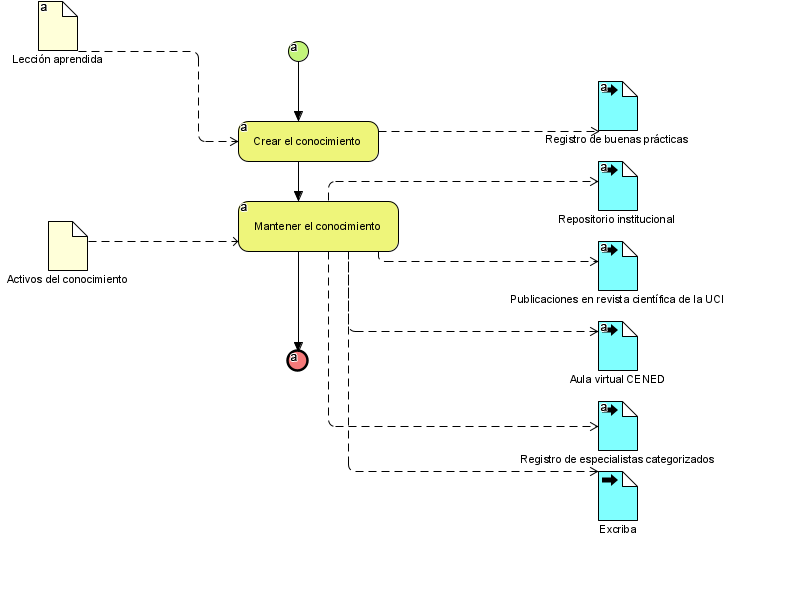 a
Lección aprendida
a
a
Crear el conocimiento
a
Registro de buenas prácticas
a
Repositorio institucional
a
Mantener el conocimiento
Activos del conocimiento
a
Publicaciones en revista científica de la UCI
a
Aula virtual CENED
a
a
Registro de especialistas categorizados
Excriba